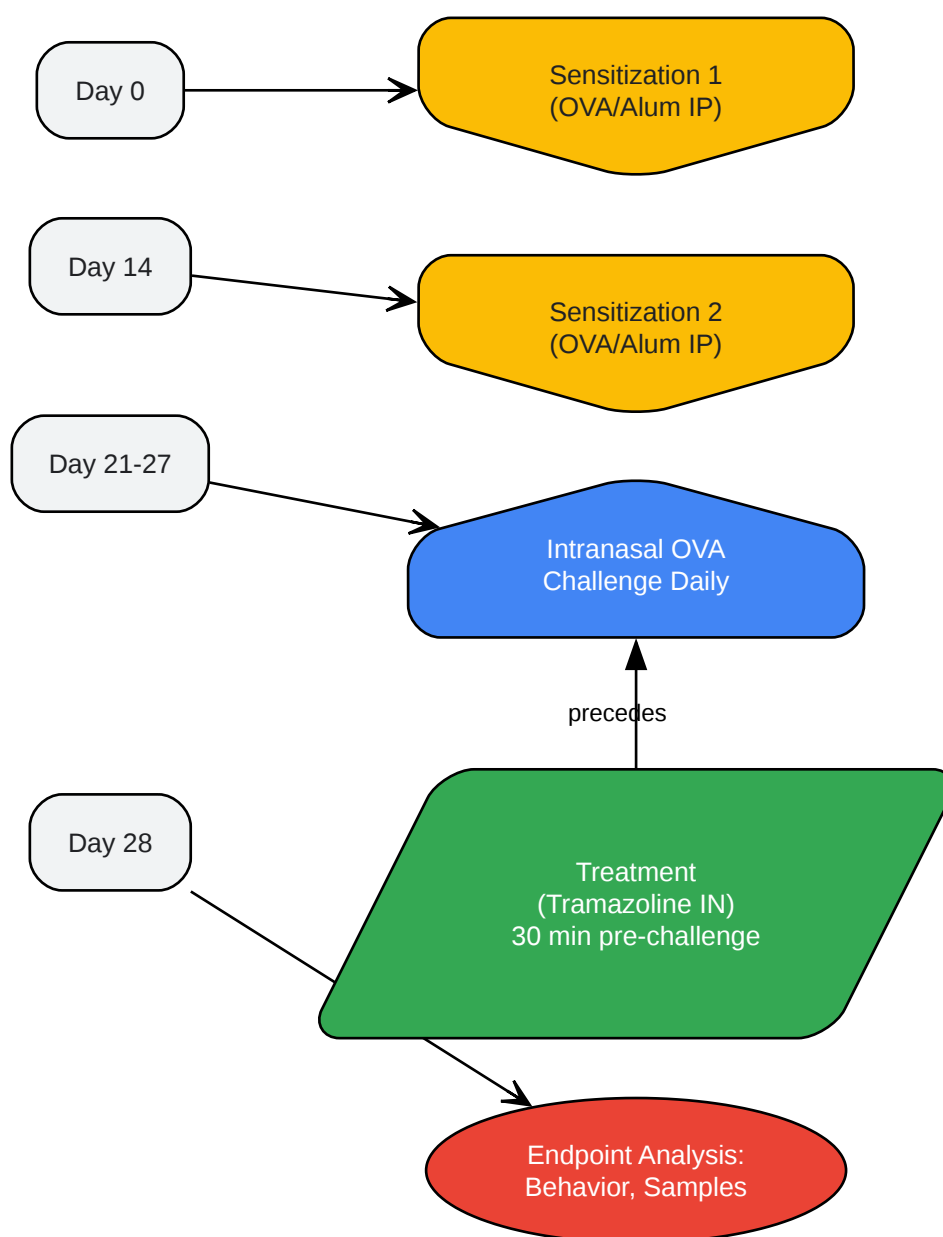 Day 0
Sensitization 1
(OVA/Alum IP)
Day 14
Sensitization 2
(OVA/Alum IP)
Day 21-27
Intranasal OVA
Challenge Daily
precedes
Day 28
Treatment
(Tramazoline IN)
30 min pre-challenge
Endpoint Analysis:
Behavior, Samples